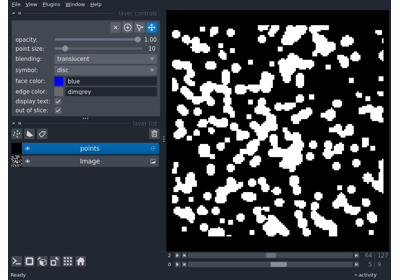 File View Plugins Window Help
layer controls
opacity: 1.00
point size: 10
blending: translucent
symbol: disc
face color: blue
edge color: dimgrey
display text:
out of slice:
layer list
points
Image
2 64 127
0 5 9
Ready
activity